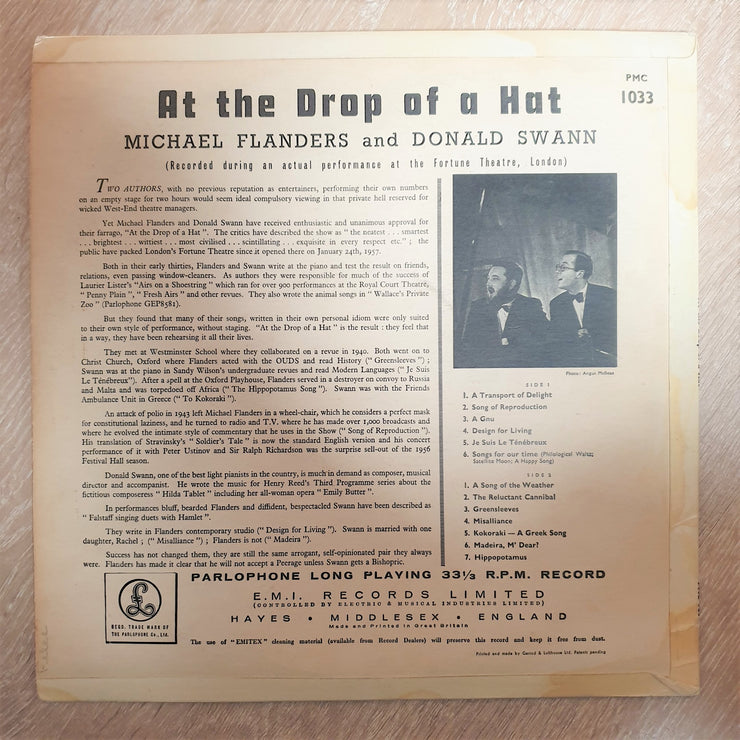 PMC
1033
At the Drop of a Hat
MICHAEL FLANDERS and DONALD SWANN
(Recorded during an actual performance at the Fortune Theatre, London)
TWO AUTHORS, with no previous reputation as entertainers, performing their own numbers
on an empty stage for two hours would seem ideal compulsory viewing in that private hell reserved for
wicked West-End theatre managers.
Yet Michael Flanders and Donald Swann have received enthusiastic and unanimous approval for
their farrago, "At the Drop of a Hat". The critics have described the show as "the neatest . . . smartest
. . . brightest . . . wittiest . . . most civilised . . . scintillating . . . exquisite in every respect etc." ; the
public have packed London's Fortune Theatre since it opened there on January 24th, 1957.
Both in their early thirties, Flanders and Swann write at the piano and test the result on friends,
relations, even passing window-cleaners. As authors they were responsible for much of the success of
Laurier Lister's "Airs on a Shoestring" which ran for over 900 performances at the Royal Court Theatre,
"Penny Plain", "Fresh Airs" and other revues. They also wrote the animal songs in "Wallace's Private
Zoo" (Parlophone GEP8581).
But they found that many of their songs, written in their own personal idiom were only suited
to their own style of performance, without staging. "At the Drop of a Hat" is the result : they feel that
in a way, they have been rehearsing it all their lives.
They met at Westminster School where they collaborated on a revue in 1940. Both went on to
Christ Church, Oxford where Flanders acted with the OUDS and read History ("Greensleeves") ;
Swann was at the piano in Sandy Wilson's undergraduate revues and read Modern Languages ("Je Suis
Le Ténébreux"). After a spell at the Oxford Playhouse, Flanders served in a destroyer on convoy to Russia
and Malta and was torpedoed off Africa ("The Hippopotamus Song"). Swann was with the Friends
Ambulance Unit in Greece ("To Kokoraki").
An attack of polio in 1943 left Michael Flanders in a wheel-chair, which he considers a perfect mask
for constitutional laziness, and he turned to radio and T.V. where he has made over 1,000 broadcasts and
where he evolved the intimate style of commentary that he uses in the Show ("Song of Reproduction").
His translation of Stravinsky's "Soldier's Tale" is now the standard English version and his concert
performance of it with Peter Ustinov and Sir Ralph Richardson was the surprise sell-out of the 1956
Festival Hall season.
Donald Swann, one of the best light pianists in the country, is much in demand as composer, musical
director and accompanist. He wrote the music for Henry Reed's Third Programme series about the
fictitious composeress "Hilda Tablet" including her all-woman opera "Emily Butter".
In performances bluff, bearded Flanders and diffident, bespectacled Swann have been described as
"Falstaff singing duets with Hamlet".
They write in Flanders contemporary studio ("Design for Living"). Swann is married with one
daughter, Rachel ; ("Misalliance") ; Flanders is not ("Madeira").
Success has not changed them, they are still the same arrogant, self-opinionated pair they always
were. Flanders has made it clear that he will not accept a Peerage unless Swann gets a Bishopric.
Photo: Angus McBean
SIDE 1
1. A Transport of Delight
2. Song of Reproduction
3. A Gnu
4. Design for Living
5. Je Suis Le Ténébreux
6. Songs for our time (Philological Waltz;
Satellite Moon; A Happy Song)
SIDE 2
1. A Song of the Weather
2. The Reluctant Cannibal
3. Greensleeves
4. Misalliance
5. Kokoraki — A Greek Song
6. Madeira, M' Dear?
7. Hippopotamus
£
REGD. TRADE MARK OF
THE PARLOPHONE Co., LTD.
PARLOPHONE LONG PLAYING 33⅓ R.P.M. RECORD
E.M.I. RECORDS LIMITED
(CONTROLLED BY ELECTRIC & MUSICAL INDUSTRIES LIMITED)
HAYES • MIDDLESEX • ENGLAND
Made and Printed in Great Britain
The use of "EMITEX" cleaning material (available from Record Dealers) will preserve this record and keep it free from dust.
Printed and made by Garrod & Lofthouse Ltd. Patents pending